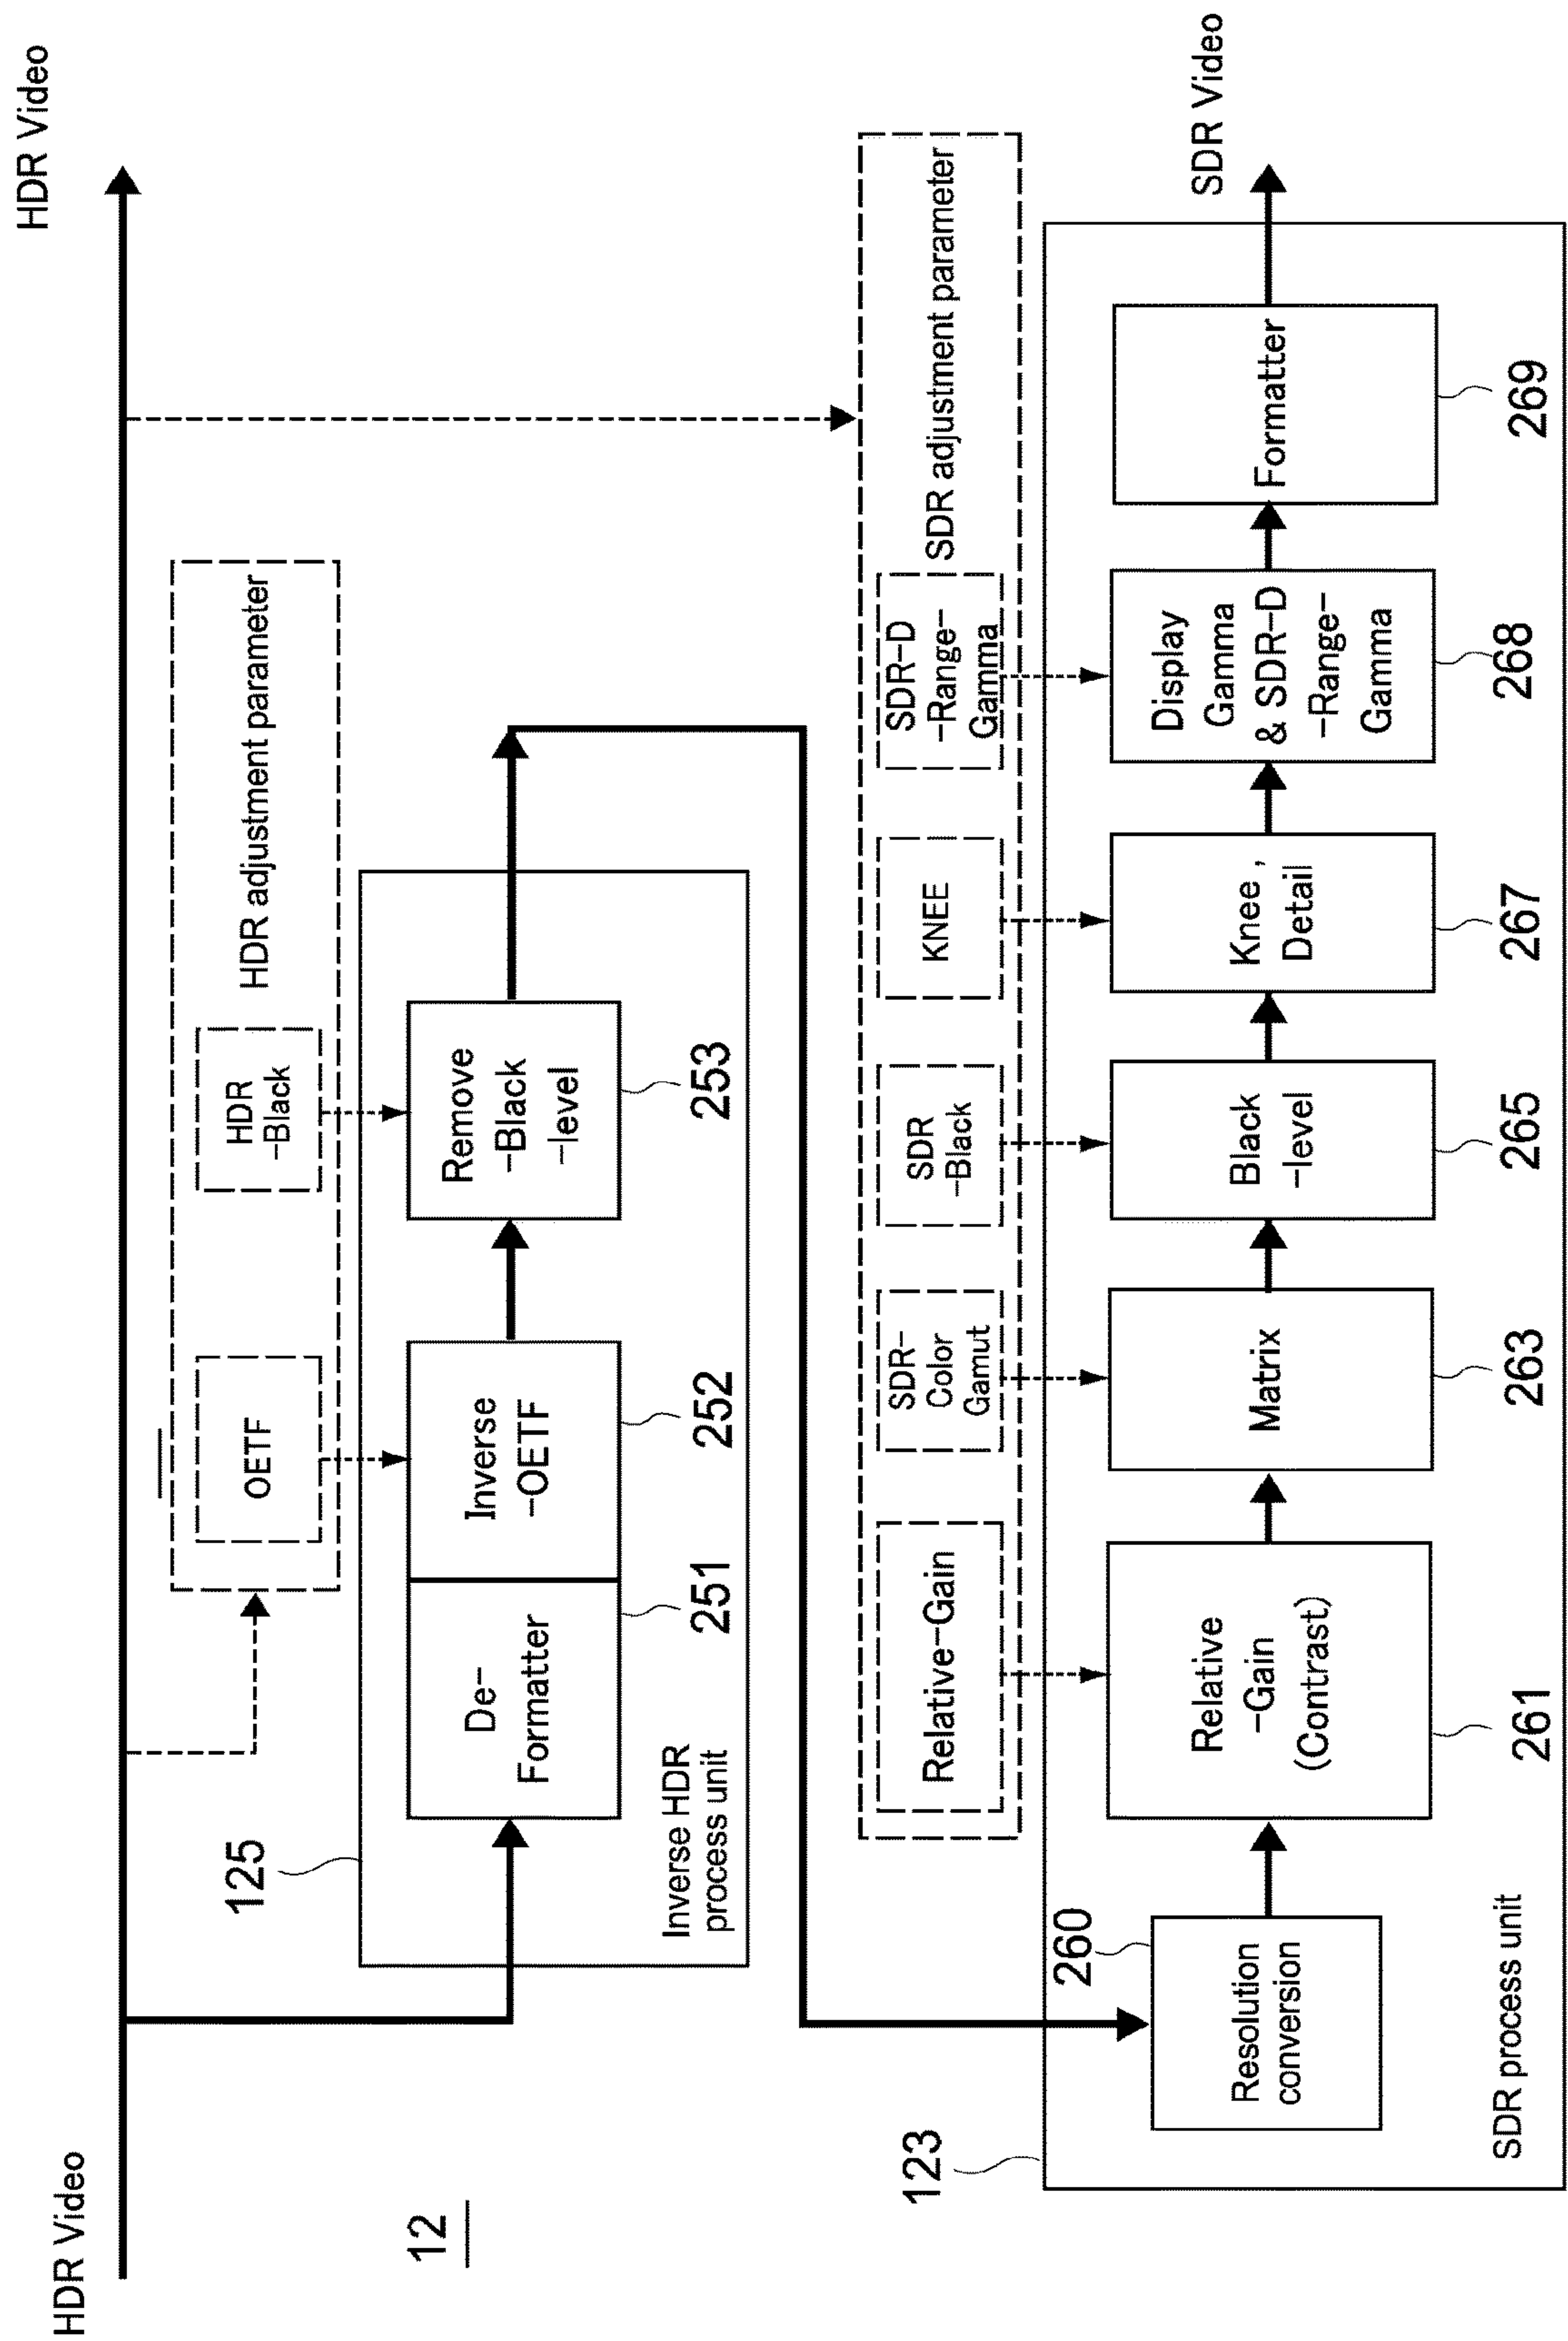 HDR Video
HDR Video
HDR adjustment parameter
OETF
HDR
-Black
125
De-
Formatter
Inverse
-OETF
Remove
-Black
-level
251
252
253
Inverse HDR
process unit
12
SDR adjustment parameter
Relative-Gain
SDR-
Color
Gamut
SDR
-Black
KNEE
SDR-D
-Range-
Gamma
SDR Video
123
260
Resolution
conversion
Relative
-Gain
(Contrast)
Matrix
Black
-level
Knee,
Detail
Display
Gamma
& SDR-D
-Range-
Gamma
Formatter
261
263
265
267
268
269
SDR process unit